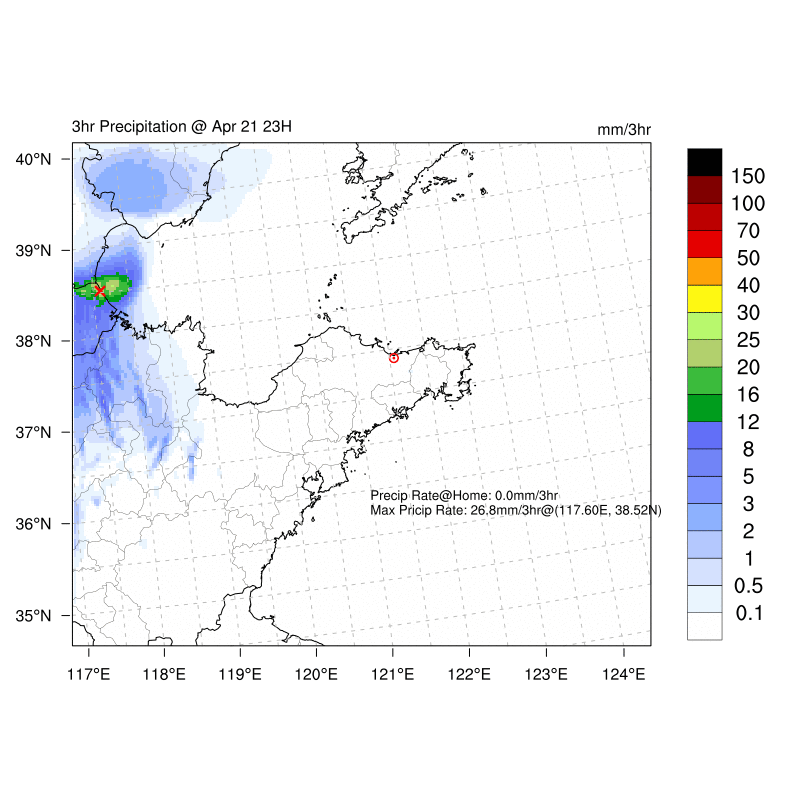 3hr Precipitation @ Apr 21 23H
mm/3hr
40°N
39°N
38°N
37°N
36°N
35°N
117°E
118°E
119°E
120°E
121°E
122°E
123°E
124°E
Precip Rate@Home: 0.0mm/3hr
Max Pricip Rate: 26.8mm/3hr@(117.60E, 38.52N)
150
100
70
50
40
30
25
20
16
12
8
5
3
2
1
0.5
0.1